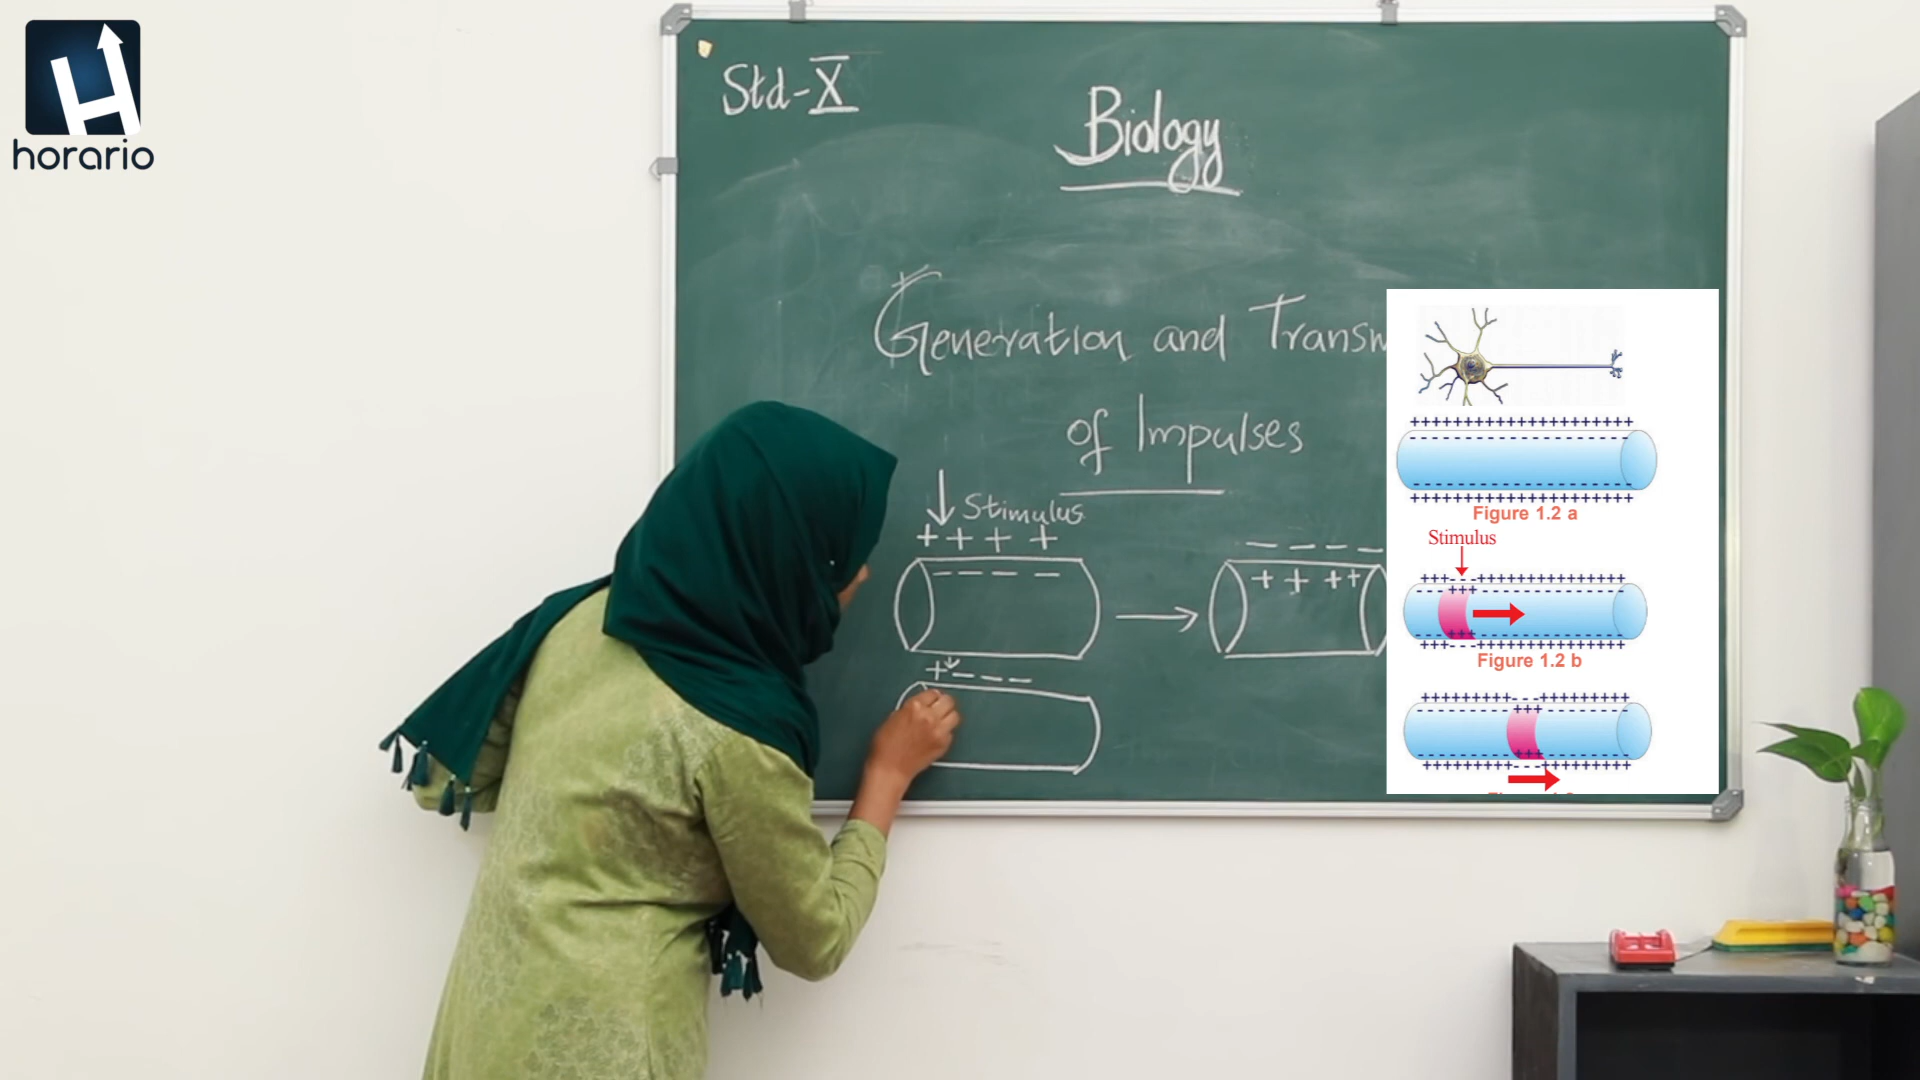 horario
Std-X
Biology
Generation and Transm
of Impulses
Stimulus
+ + + +
- - - -
- - - -
+ + + +
+ - - - -
++++++++++++++++++++++
Figure 1.2 a
Stimulus
Figure 1.2 b